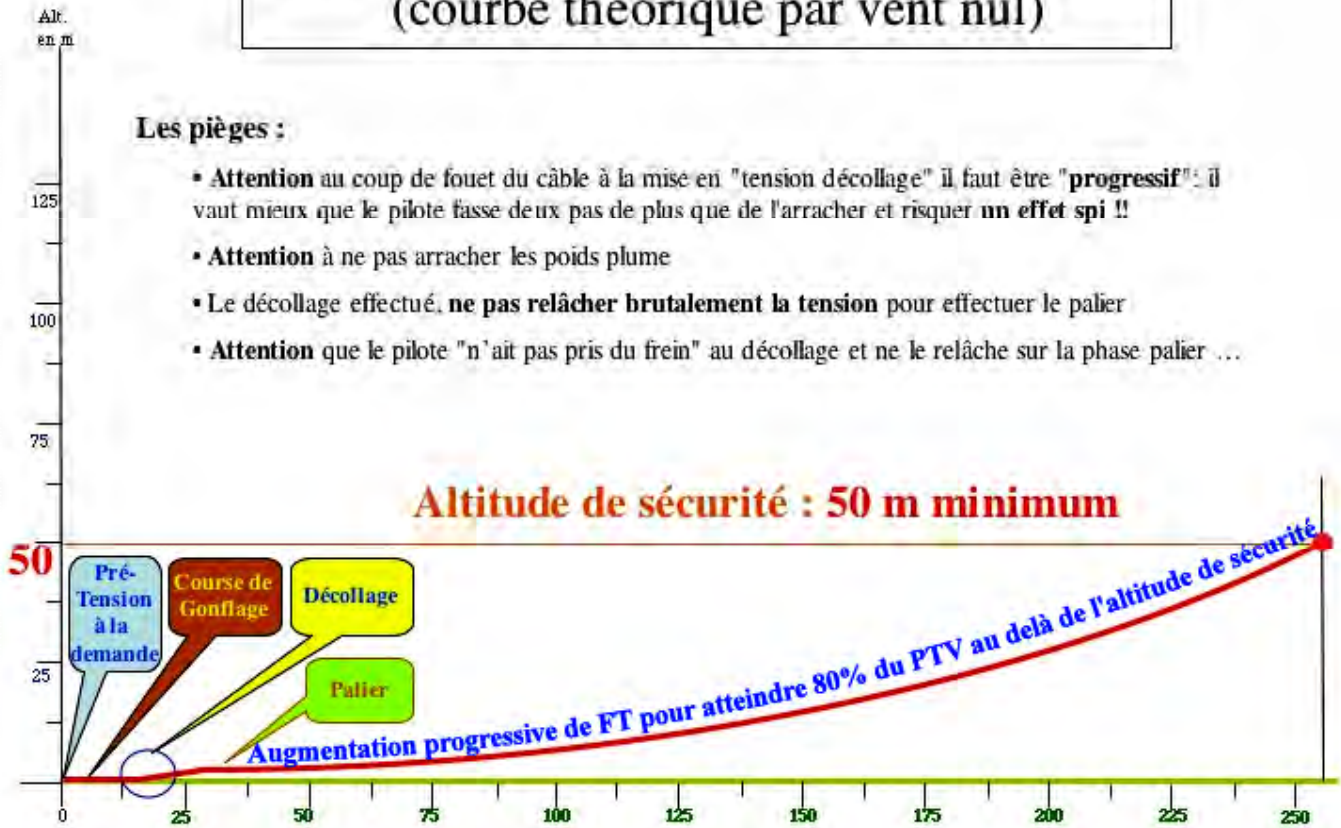 (courbe théorique par vent nul)
Alt.
en m
Les pièges :
▪ Attention au coup de fouet du câble à la mise en "tension décollage" il faut être "progressif": il
vaut mieux que le pilote fasse deux pas de plus que de l'arracher et risquer un effet spi !!
▪ Attention à ne pas arracher les poids plume
▪ Le décollage effectué, ne pas relâcher brutalement la tension pour effectuer le palier
▪ Attention que le pilote "n'ait pas pris du frein" au décollage et ne le relâche sur la phase palier …
125
100
75
Altitude de sécurité : 50 m minimum
50
Pré-
Tension
à la
demande
Course de
Gonflage
Décollage
Palier
25
Augmentation progressive de FT pour atteindre 80% du PTV au delà de l'altitude de sécurité
0 25 50 75 100 125 150 175 200 225 250